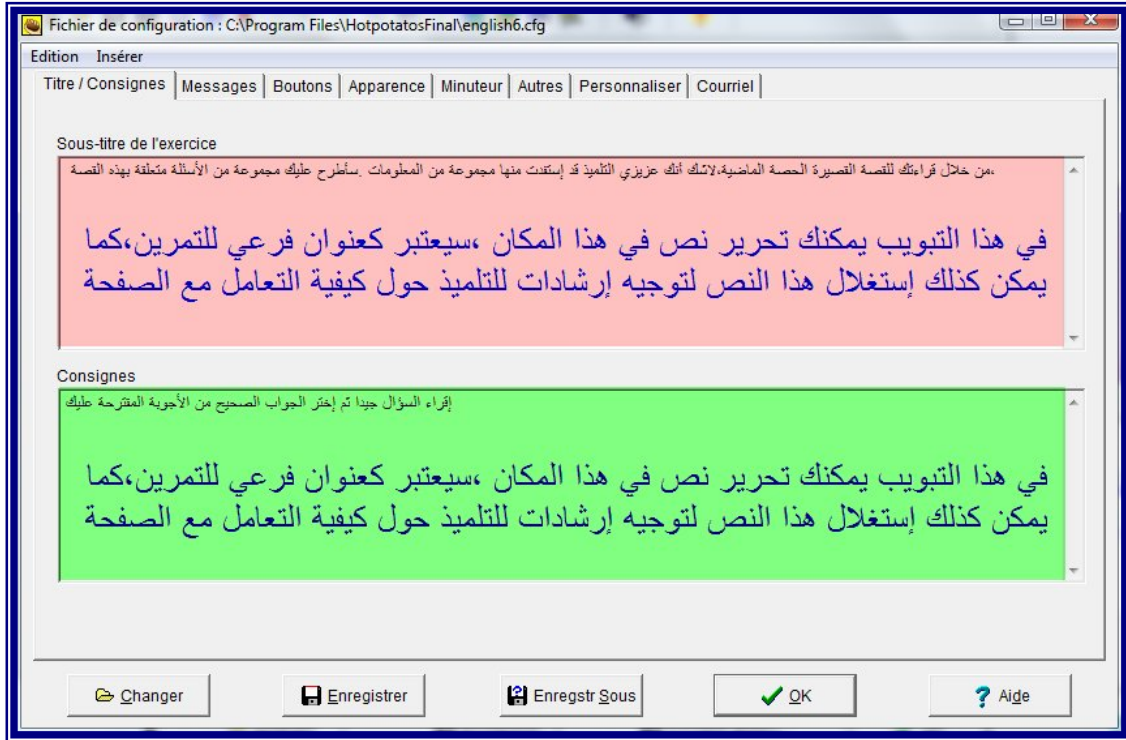 Fichier de configuration : C:\Program Files\HotpotatosFinal\english6.cfg
Edition Insérer
Titre / Consignes Messages Boutons Apparence Minuteur Autres Personnaliser Courriel
Sous-titre de l'exercice
من خلال قراءتك للقصة القصيرة الحصة الماضية،لاشك أنك عزيزي التلميذ قد إستفدت منها مجموعة من المعلومات .سأطرح عليك مجموعة من الأسئلة متعلقة بهذه القصة،
في هذا التبويب يمكنك تحرير نص في هذا المكان ،سيعتبر كعنوان فرعي للتمرين،كما
يمكن كذلك إستغلال هذا النص لتوجيه إرشادات للتلميذ حول كيفية التعامل مع الصفحة
Consignes
إقراء السؤال جيدا تم إختر الجواب الصحيح من الأجوبة المقترحة عليك
في هذا التبويب يمكنك تحرير نص في هذا المكان ،سيعتبر كعنوان فرعي للتمرين،كما
يمكن كذلك إستغلال هذا النص لتوجيه إرشادات للتلميذ حول كيفية التعامل مع الصفحة
Changer Enregistrer Enregstr Sous OK Aide